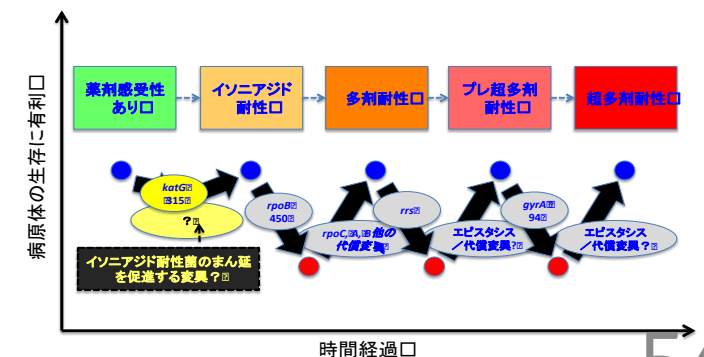 病原体の生存に有利
薬剤感受性
あり
イソニアジド
耐性
多剤耐性
プレ超多剤
耐性
超多剤耐性
katG
315
?
rpoB
450
rpoC, A, B 他の
代償変異
rrs
エピスタシス
/代償変異?
gyrA
94
エピスタシス
/代償変異?
イソニアジド耐性菌のまん延
を促進する変異?
時間経過